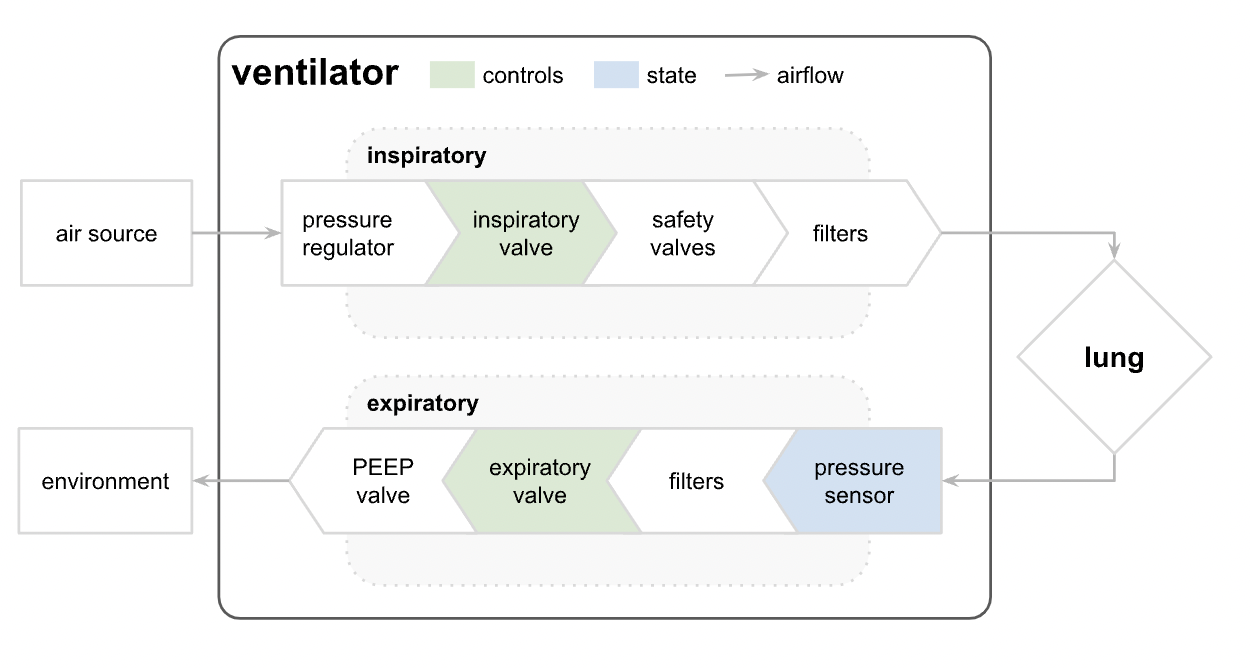 ventilator
controls
state
airflow
inspiratory
air source
pressure
regulator
inspiratory
valve
safety
valves
filters
lung
expiratory
environment
PEEP
valve
expiratory
valve
filters
pressure
sensor